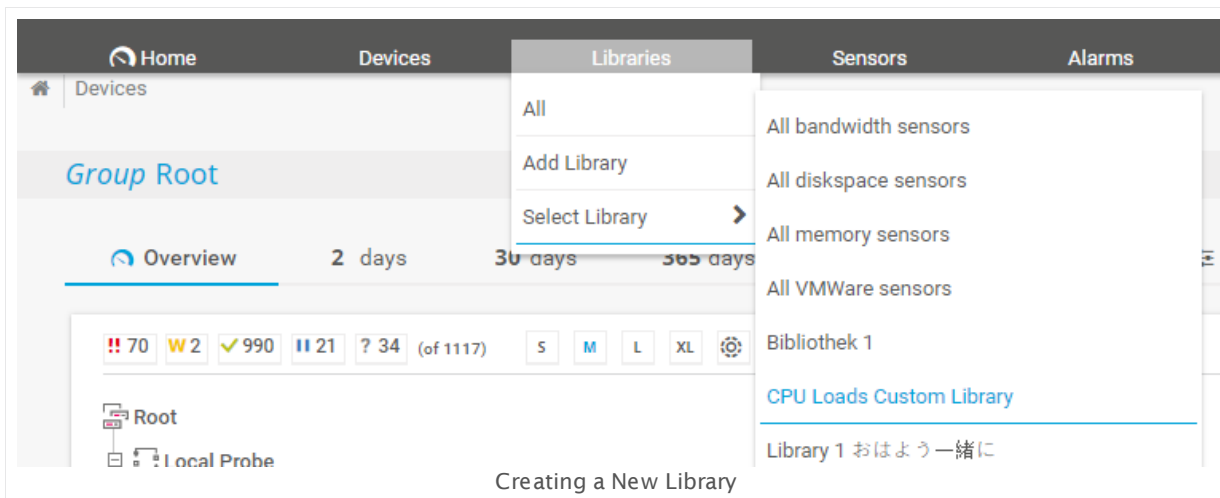 Home Devices Libraries Sensors Alarms
Devices
All
Add Library
Select Library
All bandwidth sensors
All diskspace sensors
All memory sensors
All VMWare sensors
Bibliothek 1
CPU Loads Custom Library
Library 1 おはよう一緒に
Group Root
Overview 2 days 30 days 365 days
!! 70 W 2 990 21 ? 34 (of 1117) S M L XL
Root
Local Probe
Creating a New Library